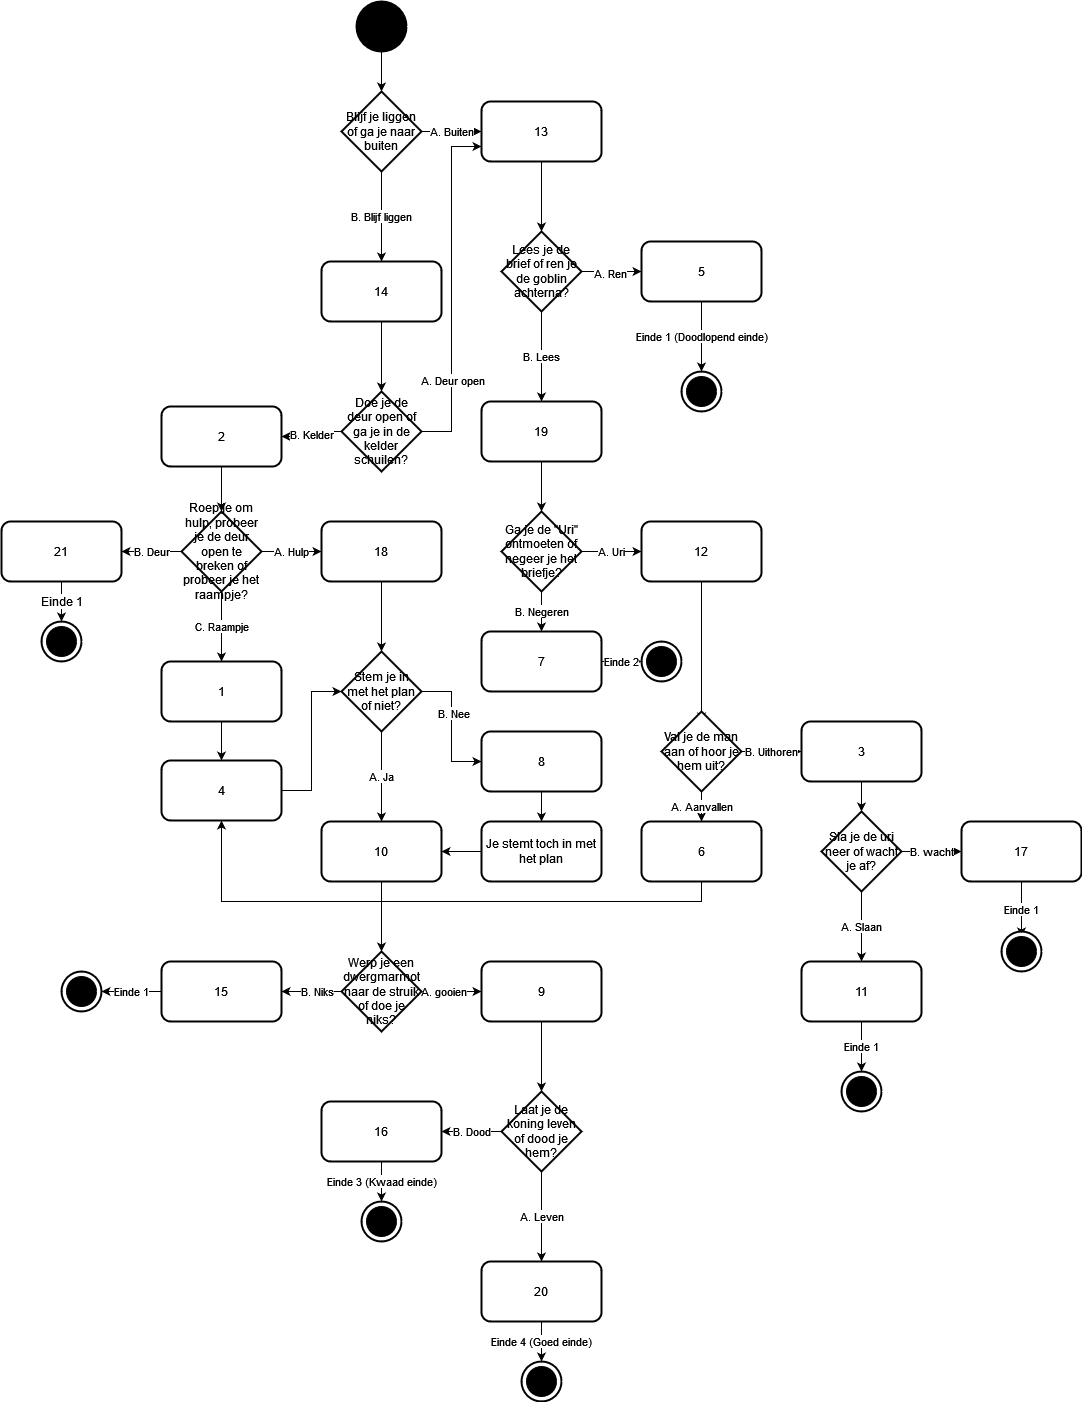 Blijf je liggen
of ga je naar
buiten
A. Buiten
13
B. Blijf liggen
14
Lees je de
brief of ren je
de goblin
achterna?
A. Ren
5
Einde 1 (Doodlopend einde)
B. Lees
A. Deur open
Doe je de
deur open of
ga je in de
kelder
schuilen?
B. Kelder
2
19
Roep je om
hulp, probeer
je de deur
open te
breken of
probeer je het
raampje?
B. Deur
21
Einde 1
A. Hulp
18
C. Raampje
Ga je de "Uri"
ontmoeten of
negeer je het
briefje?
A. Uri
12
B. Negeren
7
Einde 2
1
4
Stem je in
met het plan
of niet?
B. Nee
8
A. Ja
10
Je stemt toch in met
het plan
Val je de man
aan of hoor je
hem uit?
B. Uithoren
3
A. Aanvallen
6
Sla je de uri
neer of wacht
je af?
B. wacht
17
Einde 1
A. Slaan
11
Einde 1
Werp je een
dwergmarmot
naar de struik
of doe je
niks?
B. Niks
15
Einde 1
A. gooien
9
Laat je de
koning leven
of dood je
hem?
B. Dood
16
Einde 3 (Kwaad einde)
A. Leven
20
Einde 4 (Goed einde)